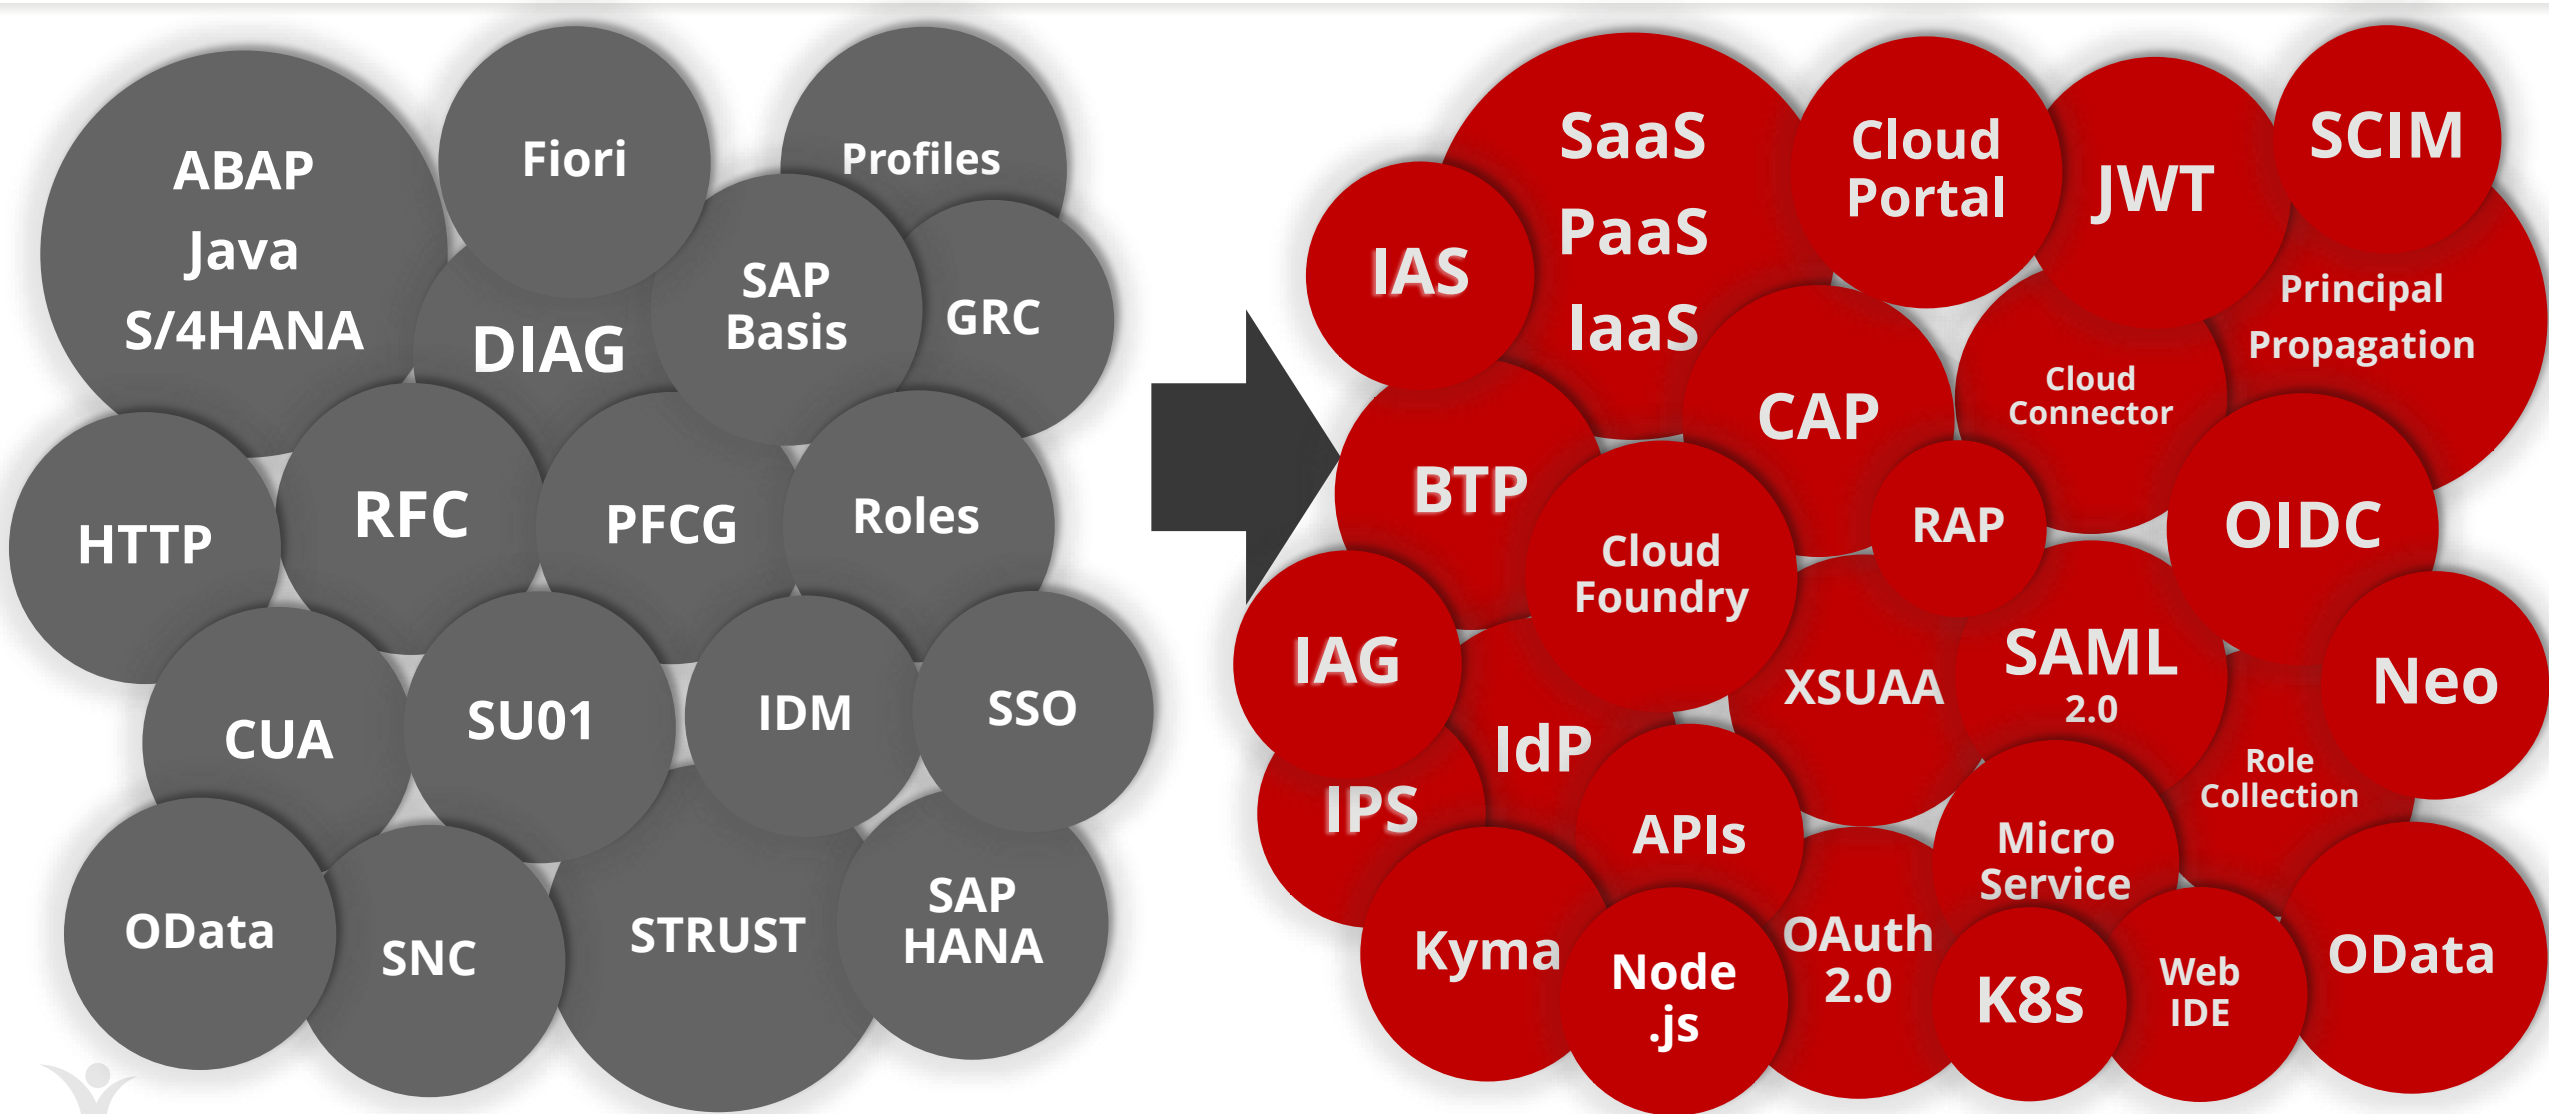 ABAP
Java
S/4HANA
Fiori
Profiles
DIAG
SAP
Basis
GRC
HTTP
RFC
PFCG
Roles
CUA
SU01
IDM
SSO
OData
SNC
STRUST
SAP
HANA
SaaS
PaaS
IaaS
Cloud
Portal
JWT
SCIM
IAS
Principal
Propagation
CAP
Cloud
Connector
BTP
Cloud
Foundry
RAP
OIDC
IAG
XSUAA
SAML
2.0
Neo
IdP
IPS
APIs
Role
Collection
Micro
Service
Kyma
Node
.js
OAuth
2.0
K8s
Web
IDE
OData